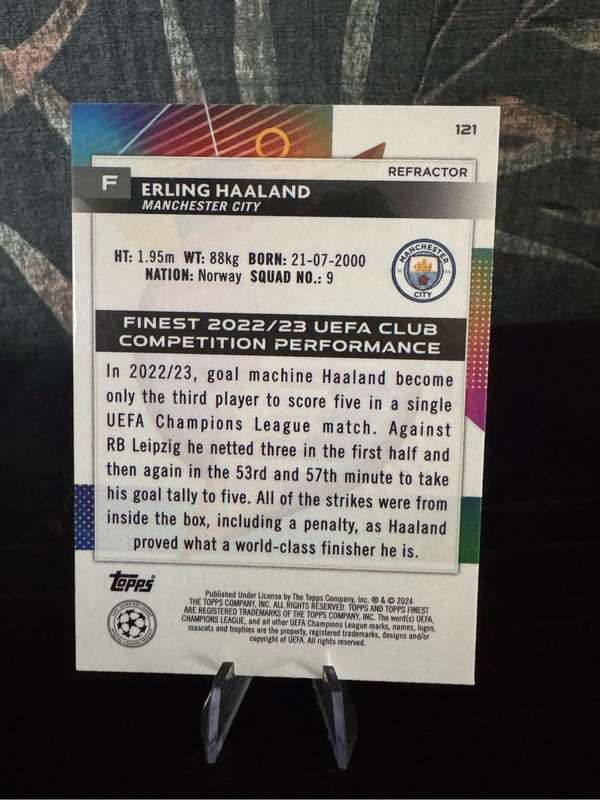 121
REFRACTOR
F
ERLING HAALAND
MANCHESTER CITY
HT: 1.95m WT: 88kg BORN: 21-07-2000
NATION: Norway SQUAD NO.: 9
MANCHESTER
CITY
FINEST 2022/23 UEFA CLUB
COMPETITION PERFORMANCE
In 2022/23, goal machine Haaland become
only the third player to score five in a single
UEFA Champions League match. Against
RB Leipzig he netted three in the first half and
then again in the 53rd and 57th minute to take
his goal tally to five. All of the strikes were from
inside the box, including a penalty, as Haaland
proved what a world-class finisher he is.
Topps
Published Under License by The Topps Company, Inc. ® & © 2024
THE TOPPS COMPANY, INC. ALL RIGHTS RESERVED. TOPPS AND TOPPS FINEST
ARE REGISTERED TRADEMARKS OF THE TOPPS COMPANY, INC. The word(s) UEFA,
CHAMPIONS LEAGUE, and all other UEFA Champions League marks, names, logos,
mascots and trophies are the property, registered trademarks, designs and/or
copyright of UEFA. All rights reserved.